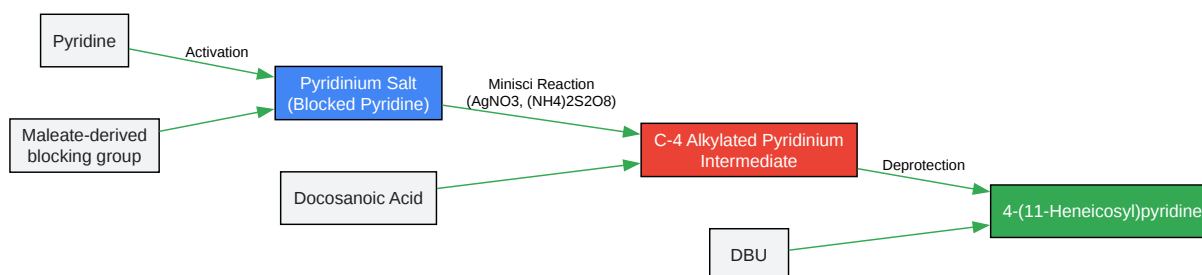 Pyridine
Activation
Maleate-derived
blocking group
Pyridinium Salt
(Blocked Pyridine)
Minisci Reaction
(AgNO3, (NH4)2S2O8)
Docosanoic Acid
C-4 Alkylated Pyridinium
Intermediate
Deprotection
DBU
4-(11-Heneicosyl)pyridine